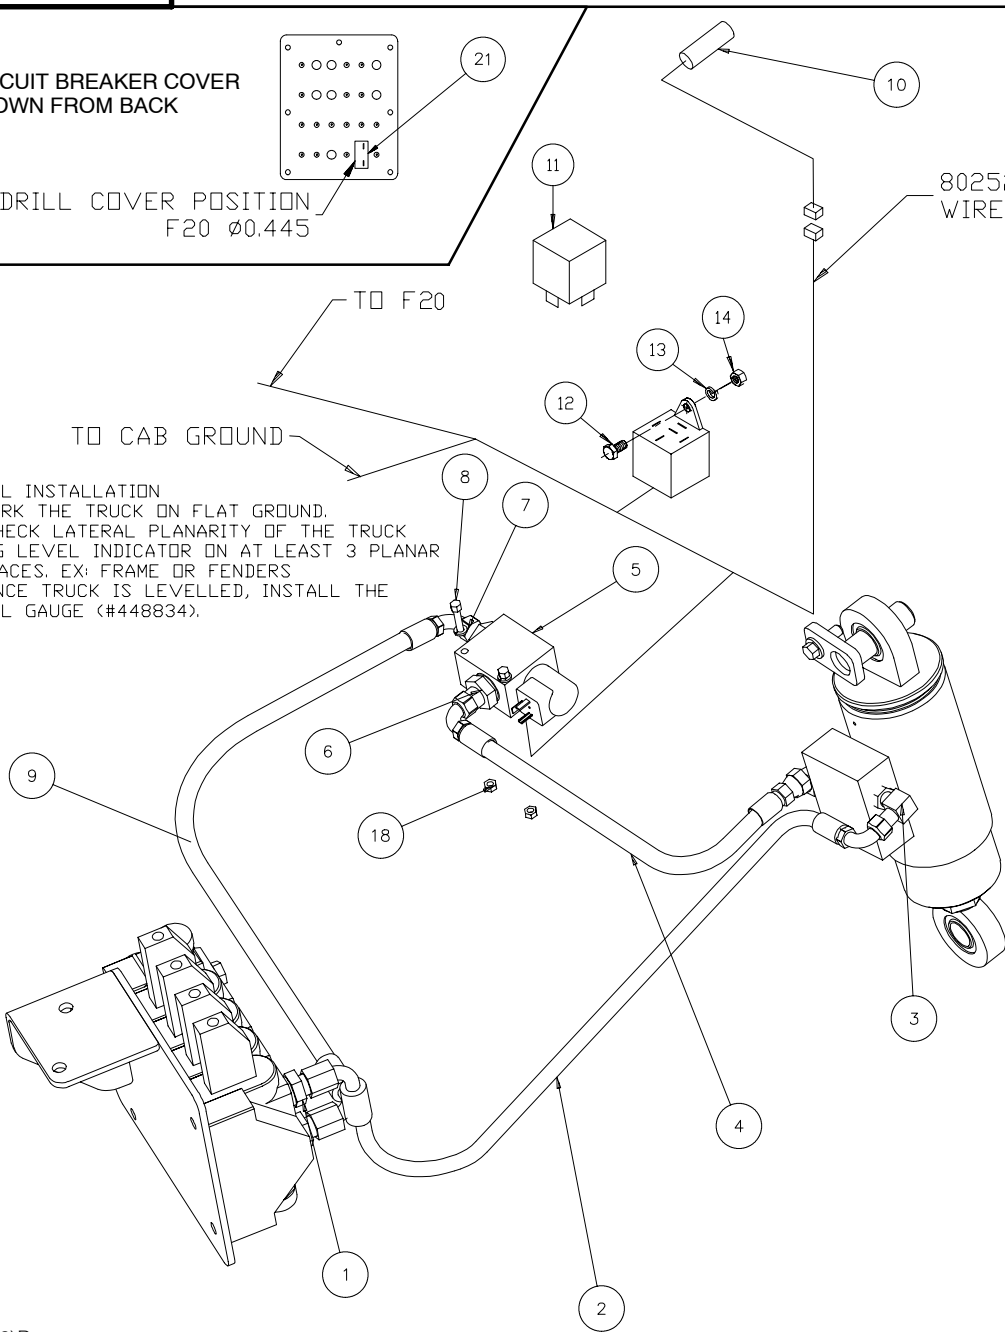 CUIT BREAKER COVER
OWN FROM BACK
21
10
DRILL COVER POSITION
F20 Ø0.445
11
8025
WIRE
TO F20
14
13
12
TO CAB GROUND
8
7
L INSTALLATION
RK THE TRUCK ON FLAT GROUND.
HECK LATERAL PLANARITY OF THE TRUCK
G LEVEL INDICATOR ON AT LEAST 3 PLANAR
ACES. EX: FRAME OR FENDERS
NCE TRUCK IS LEVELLED, INSTALL THE
L GAUGE (#448834).
5
6
9
18
3
4
1
2